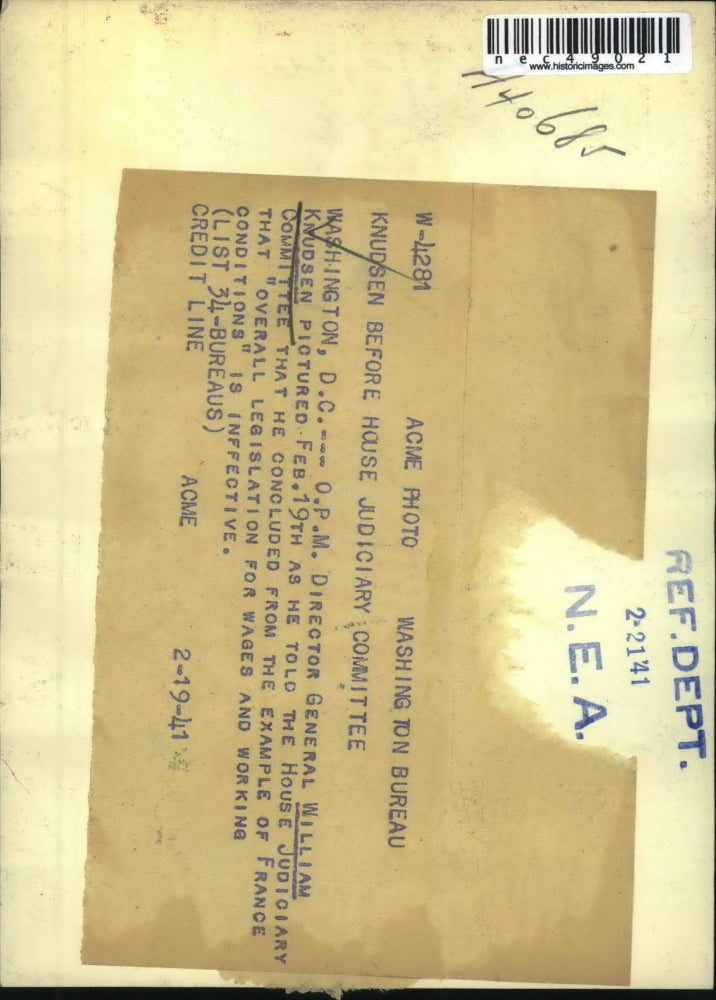 nec49021
www.historicimages.com
H40685
REF.DEPT.
2-21'41
N.E.A.
W-4281 ACME PHOTO WASHINGTON BUREAU
KNUDSEN BEFORE HOUSE JUDICIARY COMMITTEE
WASHINGTON, D.C.--- O.P.M. DIRECTOR GENERAL WILLIAM
KNUDSEN PICTURED FEB.19TH AS HE TOLD THE HOUSE JUDICIARY
COMMITTEE THAT HE CONCLUDED FROM THE EXAMPLE OF FRANCE
THAT "OVERALL LEGISLATION FOR WAGES AND WORKING
CONDITIONS" IS INFFECTIVE.
(LIST 34-BUREAUS)
CREDIT LINE ACME 2-19-41